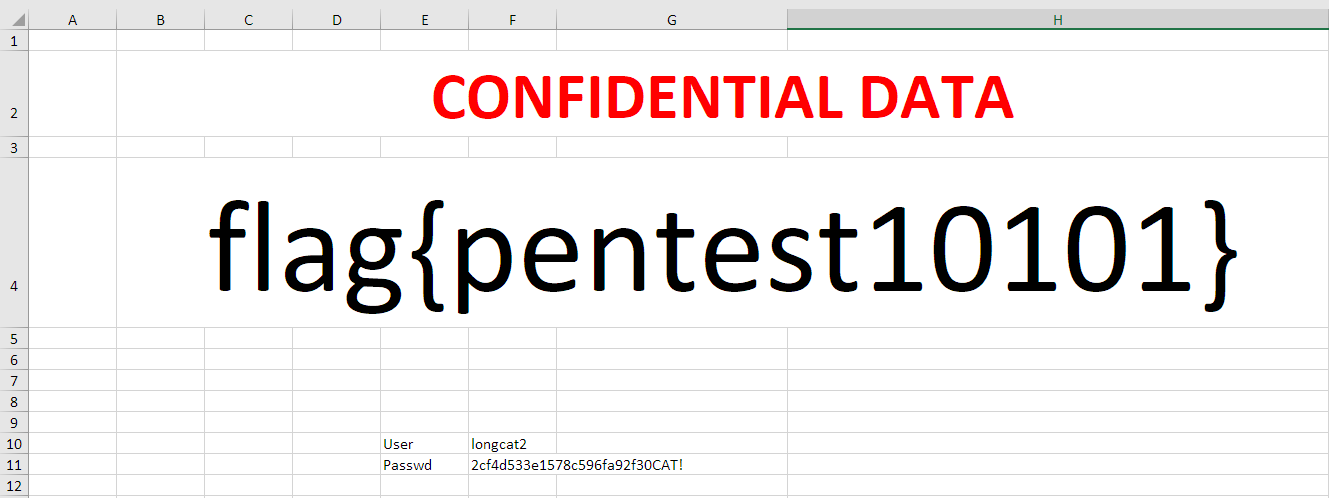 A B C D E F G H
1
2 CONFIDENTIAL DATA
3
4 flag{pentest10101}
5
6
7
8
9
10 User longcat2
11 Passwd 2cf4d533e1578c596fa92f30CAT!
12